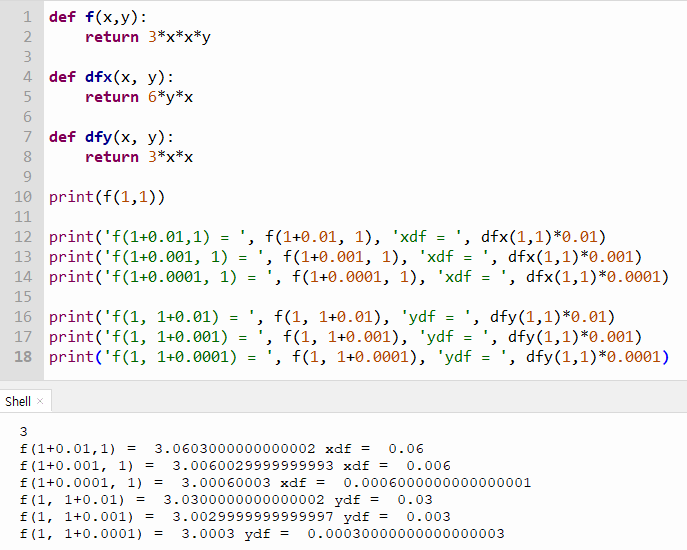 1 def f(x,y):
2     return 3*x*x*y
3
4 def dfx(x, y):
5     return 6*y*x
6
7 def dfy(x, y):
8     return 3*x*x
9
10 print(f(1,1))
11
12 print('f(1+0.01,1) = ', f(1+0.01, 1), 'xdf = ', dfx(1,1)*0.01)
13 print('f(1+0.001, 1) = ', f(1+0.001, 1), 'xdf = ', dfx(1,1)*0.001)
14 print('f(1+0.0001, 1) = ', f(1+0.0001, 1), 'xdf = ', dfx(1,1)*0.0001)
15
16 print('f(1, 1+0.01) = ', f(1, 1+0.01), 'ydf = ', dfy(1,1)*0.01)
17 print('f(1, 1+0.001) = ', f(1, 1+0.001), 'ydf = ', dfy(1,1)*0.001)
18 print('f(1, 1+0.0001) = ', f(1, 1+0.0001), 'ydf = ', dfy(1,1)*0.0001)
Shell ×
3
f(1+0.01,1) =  3.0603000000000002 xdf =  0.06
f(1+0.001, 1) =  3.0060029999999993 xdf =  0.006
f(1+0.0001, 1) =  3.00060003 xdf =  0.0006000000000000001
f(1, 1+0.01) =  3.0300000000000002 ydf =  0.03
f(1, 1+0.001) =  3.0029999999999997 ydf =  0.003
f(1, 1+0.0001) =  3.0003 ydf =  0.00030000000000000003